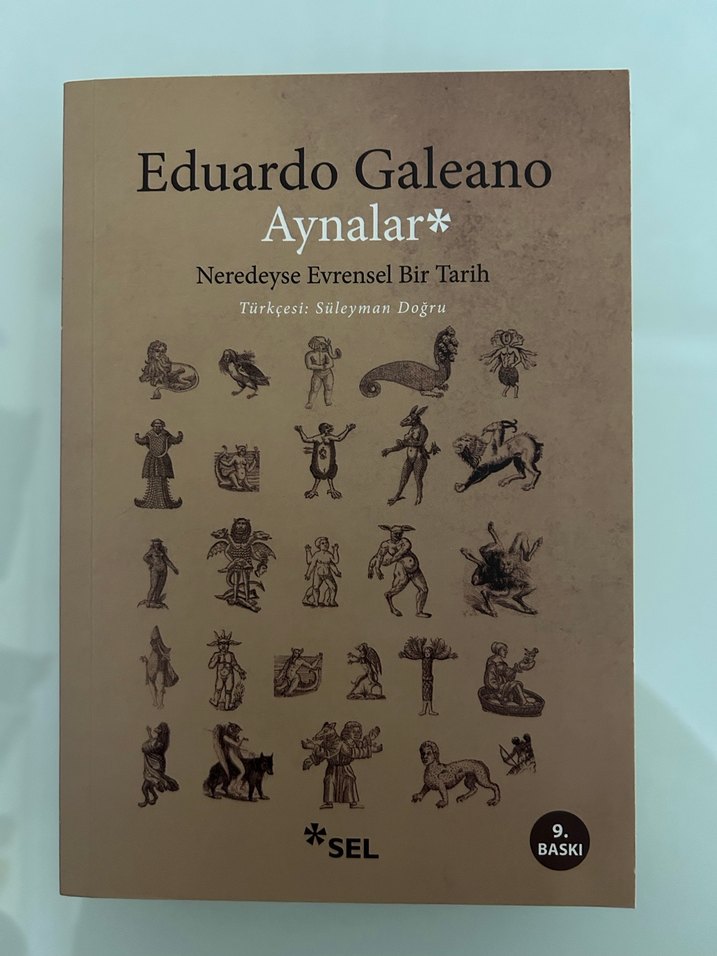 Eduardo Galeano
Aynalar*
Neredeyse Evrensel Bir Tarih
Türkçesi: Süleyman Doğru
*SEL
9.
BASKI